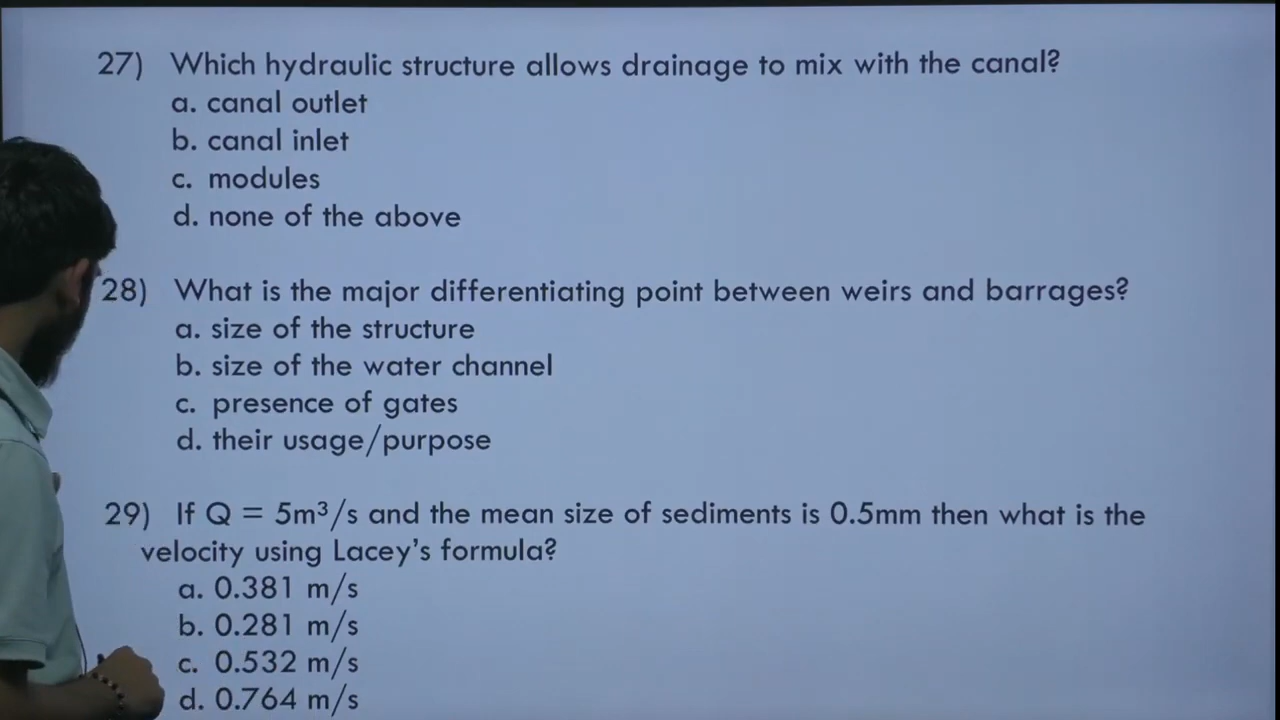 27) Which hydraulic structure allows drainage to mix with the canal?
a. canal outlet
b. canal inlet
c. modules
d. none of the above
28) What is the major differentiating point between weirs and barrages?
a. size of the structure
b. size of the water channel
c. presence of gates
d. their usage/purpose
29) If Q = 5m³/s and the mean size of sediments is 0.5mm then what is the
velocity using Lacey's formula?
a. 0.381 m/s
b. 0.281 m/s
c. 0.532 m/s
d. 0.764 m/s